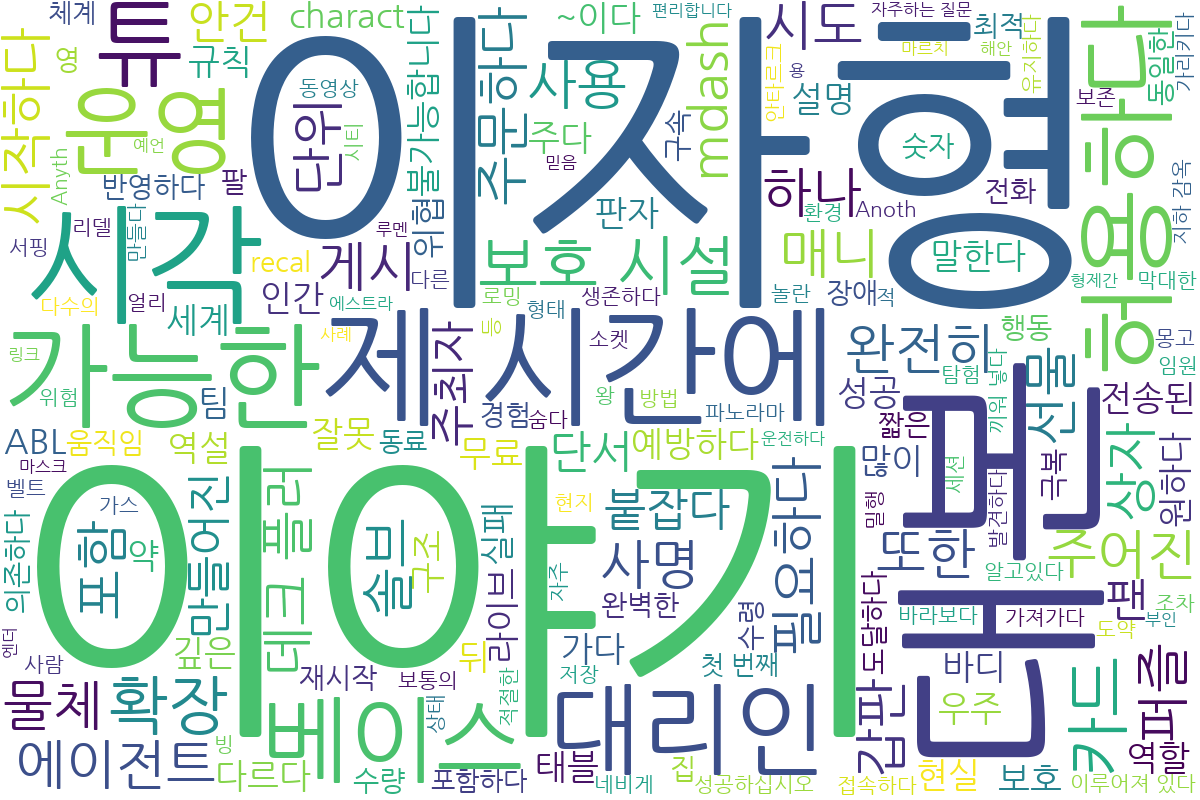 체계
charact
~이다
편리합니다
자주하는 질문
안건
시도
최적
가리키다
튜
영
규칙
동영상
이자형
마르치
해안
시작하다
운영
예언
시티
단위
불가능합니다
주문하다
사용
mdash
설명
용
안타르크
유지하다
보존
동일한
주다
구속
숫자
Anyth
반영하다
팔
믿음
하나
전화
허용하다
리델
루멘
위험
판자
환경
Anoth
지하 감옥
서핑
만들다
시각
recal
게시
보호
시설
매니
말한다
다수의
얼리
인간
다른
로밍
생존하다
놀란
장애
적
형제간
막대한
세계
에스트라
형태
링크
가능한
사례
제시간에
등
소켓
완전히
행동
몽고
위험
팀
주최자
경험
숨다
왕
방법
파노라마
성공
탐험
끼워 넣다
선물
임원
전송된
ABL
움직임
역설
잘못
동료
무료
단서
예방하다
운전하다
짧은
마스크
벨트
가스
이야기
현지
붙잡다
많이
세션
극복
상자
원하다
의존하다
포함
약
만들어진
데크 플러
솔브
구조
라이브
실패
자주
사명
완벽한
필요하다
밀행
또한
발견하다
대본
알고있다
주어진
엔더
사람
깊은
뒤
가다
수령
도달하다
바라보다
가져가다
조차
물체
확장
재시작
보통의
적절한
저장
첫 번째
갑판
바디
도약
부인
톤
에이전트
빙
다르다
베이스
상태
대리인
우주
카드
퍼즐
수량
포함하다
태블
네비게
집
성공하십시오
접속하다
현실
보호
역할
이루어져 있다